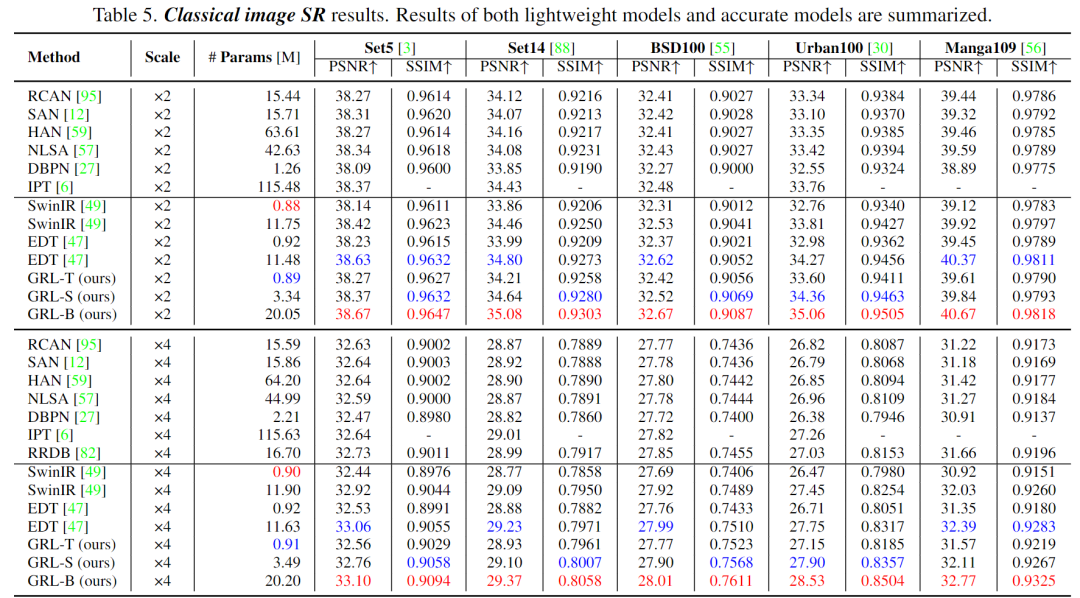 Table 5. Classical image SR results. Results of both lightweight models and accurate models are summarized.
Method Scale # Params [M] Set5 [3] Set14 [88] BSD100 [55] Urban100 [30] Manga109 [56]
PSNR↑ SSIM↑ PSNR↑ SSIM↑ PSNR↑ SSIM↑ PSNR↑ SSIM↑ PSNR↑ SSIM↑
RCAN [95] ×2 15.44 38.27 0.9614 34.12 0.9216 32.41 0.9027 33.34 0.9384 39.44 0.9786
SAN [12] ×2 15.71 38.31 0.9620 34.07 0.9213 32.42 0.9028 33.10 0.9370 39.32 0.9792
HAN [59] ×2 63.61 38.27 0.9614 34.16 0.9217 32.41 0.9027 33.35 0.9385 39.46 0.9785
NLSA [57] ×2 42.63 38.34 0.9618 34.08 0.9231 32.43 0.9027 33.42 0.9394 39.59 0.9789
DBPN [27] ×2 1.26 38.09 0.9600 33.85 0.9190 32.27 0.9000 32.55 0.9324 38.89 0.9775
IPT [6] ×2 115.48 38.37 - 34.43 - 32.48 - 33.76 - - -
SwinIR [49] ×2 0.88 38.14 0.9611 33.86 0.9206 32.31 0.9012 32.76 0.9340 39.12 0.9783
SwinIR [49] ×2 11.75 38.42 0.9623 34.46 0.9250 32.53 0.9041 33.81 0.9427 39.92 0.9797
EDT [47] ×2 0.92 38.23 0.9615 33.99 0.9209 32.37 0.9021 32.98 0.9362 39.45 0.9789
EDT [47] ×2 11.48 38.63 0.9632 34.80 0.9273 32.62 0.9052 34.27 0.9456 40.37 0.9811
GRL-T (ours) ×2 0.89 38.27 0.9627 34.21 0.9258 32.42 0.9056 33.60 0.9411 39.61 0.9790
GRL-S (ours) ×2 3.34 38.37 0.9632 34.64 0.9280 32.52 0.9069 34.36 0.9463 39.84 0.9793
GRL-B (ours) ×2 20.05 38.67 0.9647 35.08 0.9303 32.67 0.9087 35.06 0.9505 40.67 0.9818
RCAN [95] ×4 15.59 32.63 0.9002 28.87 0.7889 27.77 0.7436 26.82 0.8087 31.22 0.9173
SAN [12] ×4 15.86 32.64 0.9003 28.92 0.7888 27.78 0.7436 26.79 0.8068 31.18 0.9169
HAN [59] ×4 64.20 32.64 0.9002 28.90 0.7890 27.80 0.7442 26.85 0.8094 31.42 0.9177
NLSA [57] ×4 44.99 32.59 0.9000 28.87 0.7891 27.78 0.7444 26.96 0.8109 31.27 0.9184
DBPN [27] ×4 2.21 32.47 0.8980 28.82 0.7860 27.72 0.7400 26.38 0.7946 30.91 0.9137
IPT [6] ×4 115.63 32.64 - 29.01 - 27.82 - 27.26 - - -
RRDB [82] ×4 16.70 32.73 0.9011 28.99 0.7917 27.85 0.7455 27.03 0.8153 31.66 0.9196
SwinIR [49] ×4 0.90 32.44 0.8976 28.77 0.7858 27.69 0.7406 26.47 0.7980 30.92 0.9151
SwinIR [49] ×4 11.90 32.92 0.9044 29.09 0.7950 27.92 0.7489 27.45 0.8254 32.03 0.9260
EDT [47] ×4 0.92 32.53 0.8991 28.88 0.7882 27.76 0.7433 26.71 0.8051 31.35 0.9180
EDT [47] ×4 11.63 33.06 0.9055 29.23 0.7971 27.99 0.7510 27.75 0.8317 32.39 0.9283
GRL-T (ours) ×4 0.91 32.56 0.9029 28.93 0.7961 27.77 0.7523 27.15 0.8185 31.57 0.9219
GRL-S (ours) ×4 3.49 32.76 0.9058 29.10 0.8007 27.90 0.7568 27.90 0.8357 32.11 0.9267
GRL-B (ours) ×4 20.20 33.10 0.9094 29.37 0.8058 28.01 0.7611 28.53 0.8504 32.77 0.9325